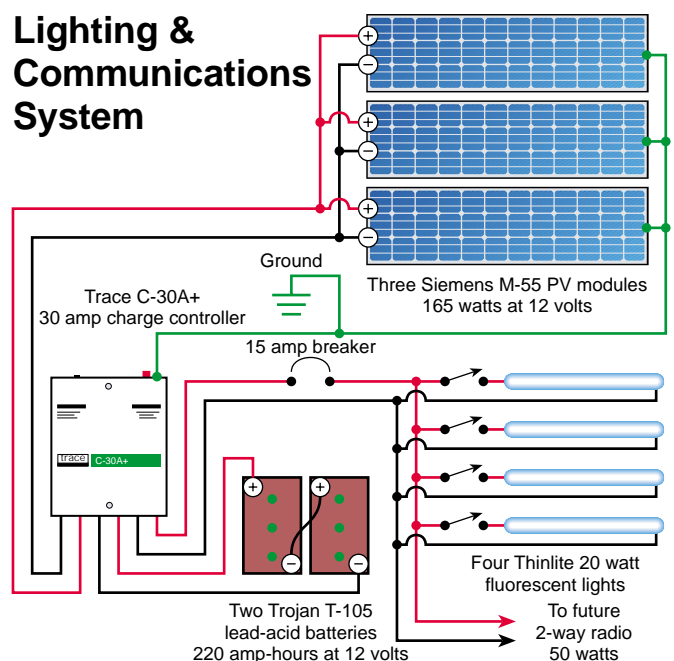 Lighting &
Communications
System
+
−
+
−
+
−
Three Siemens M-55 PV modules
165 watts at 12 volts
Ground
Trace C-30A+
30 amp charge controller
15 amp breaker
trace C-30A+
+
+
−
−
Four Thinlite 20 watt
fluorescent lights
Two Trojan T-105
lead-acid batteries
220 amp-hours at 12 volts
To future
2-way radio
50 watts